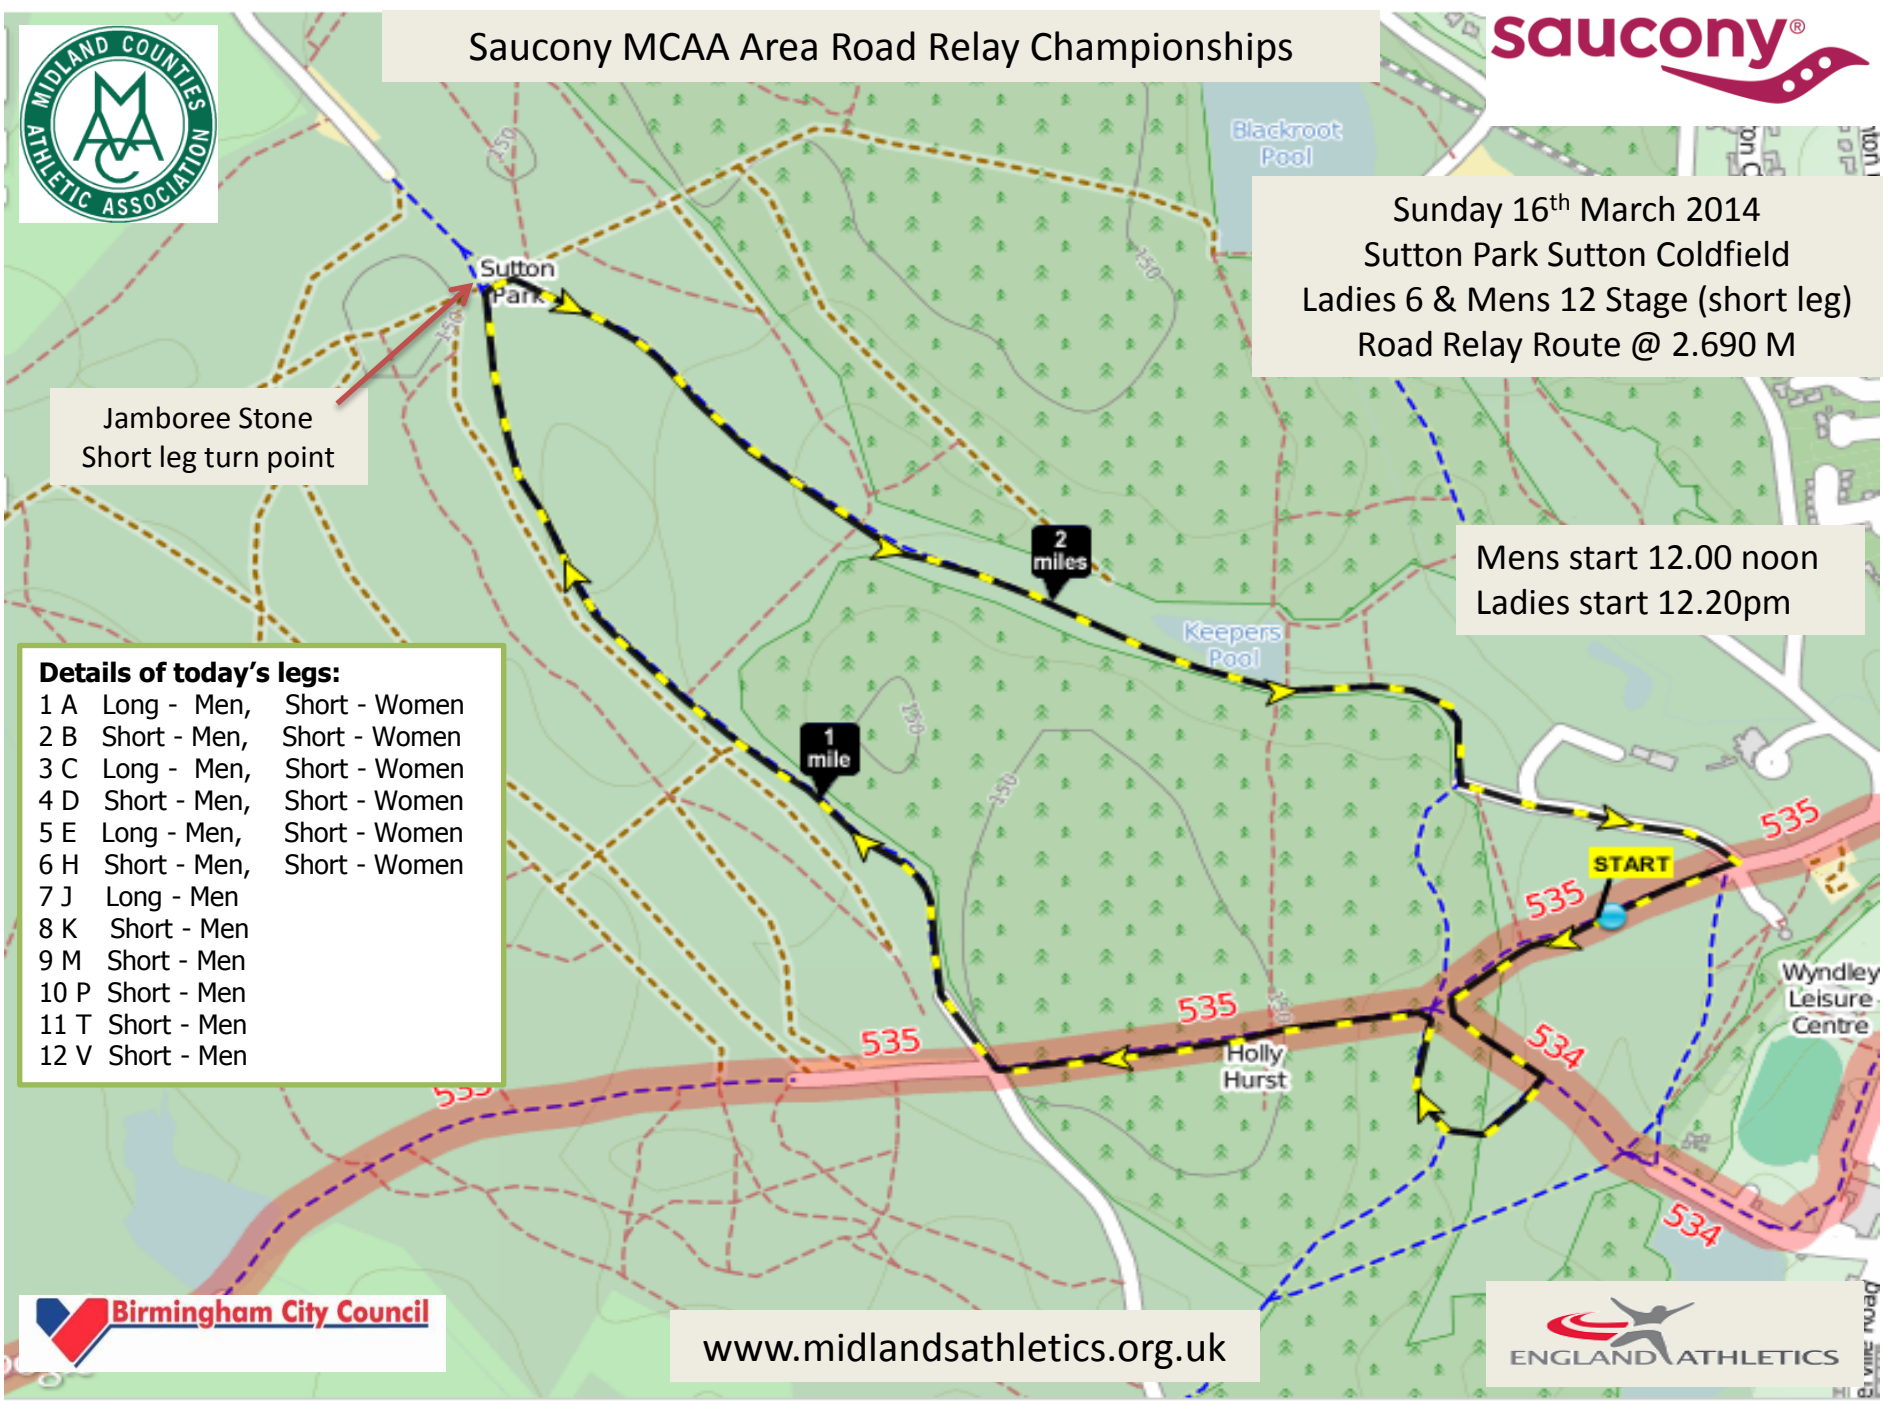 MIDLAND COUNTIES
ATHLETIC ASSOCIATION
MCAA
Saucony MCAA Area Road Relay Championships
saucony®
Blackroot
Pool
Sunday 16th March 2014
Sutton Park Sutton Coldfield
Ladies 6 & Mens 12 Stage (short leg)
Road Relay Route @ 2.690 M
150
Sutton
Park
150
150
Jamboree Stone
Short leg turn point
2
miles
Mens start 12.00 noon
Ladies start 12.20pm
Keepers
Pool
Details of today's legs:
1 A Long - Men, Short - Women
2 B Short - Men, Short - Women
3 C Long - Men, Short - Women
4 D Short - Men, Short - Women
5 E Long - Men, Short - Women
6 H Short - Men, Short - Women
7 J Long - Men
8 K Short - Men
9 M Short - Men
10 P Short - Men
11 T Short - Men
12 V Short - Men
150
1
mile
150
535
START
535
Wyndley
Leisure
Centre
535
150
535
534
Holly
Hurst
535
534
Birmingham City Council
www.midlandsathletics.org.uk
ENGLAND ATHLETICS